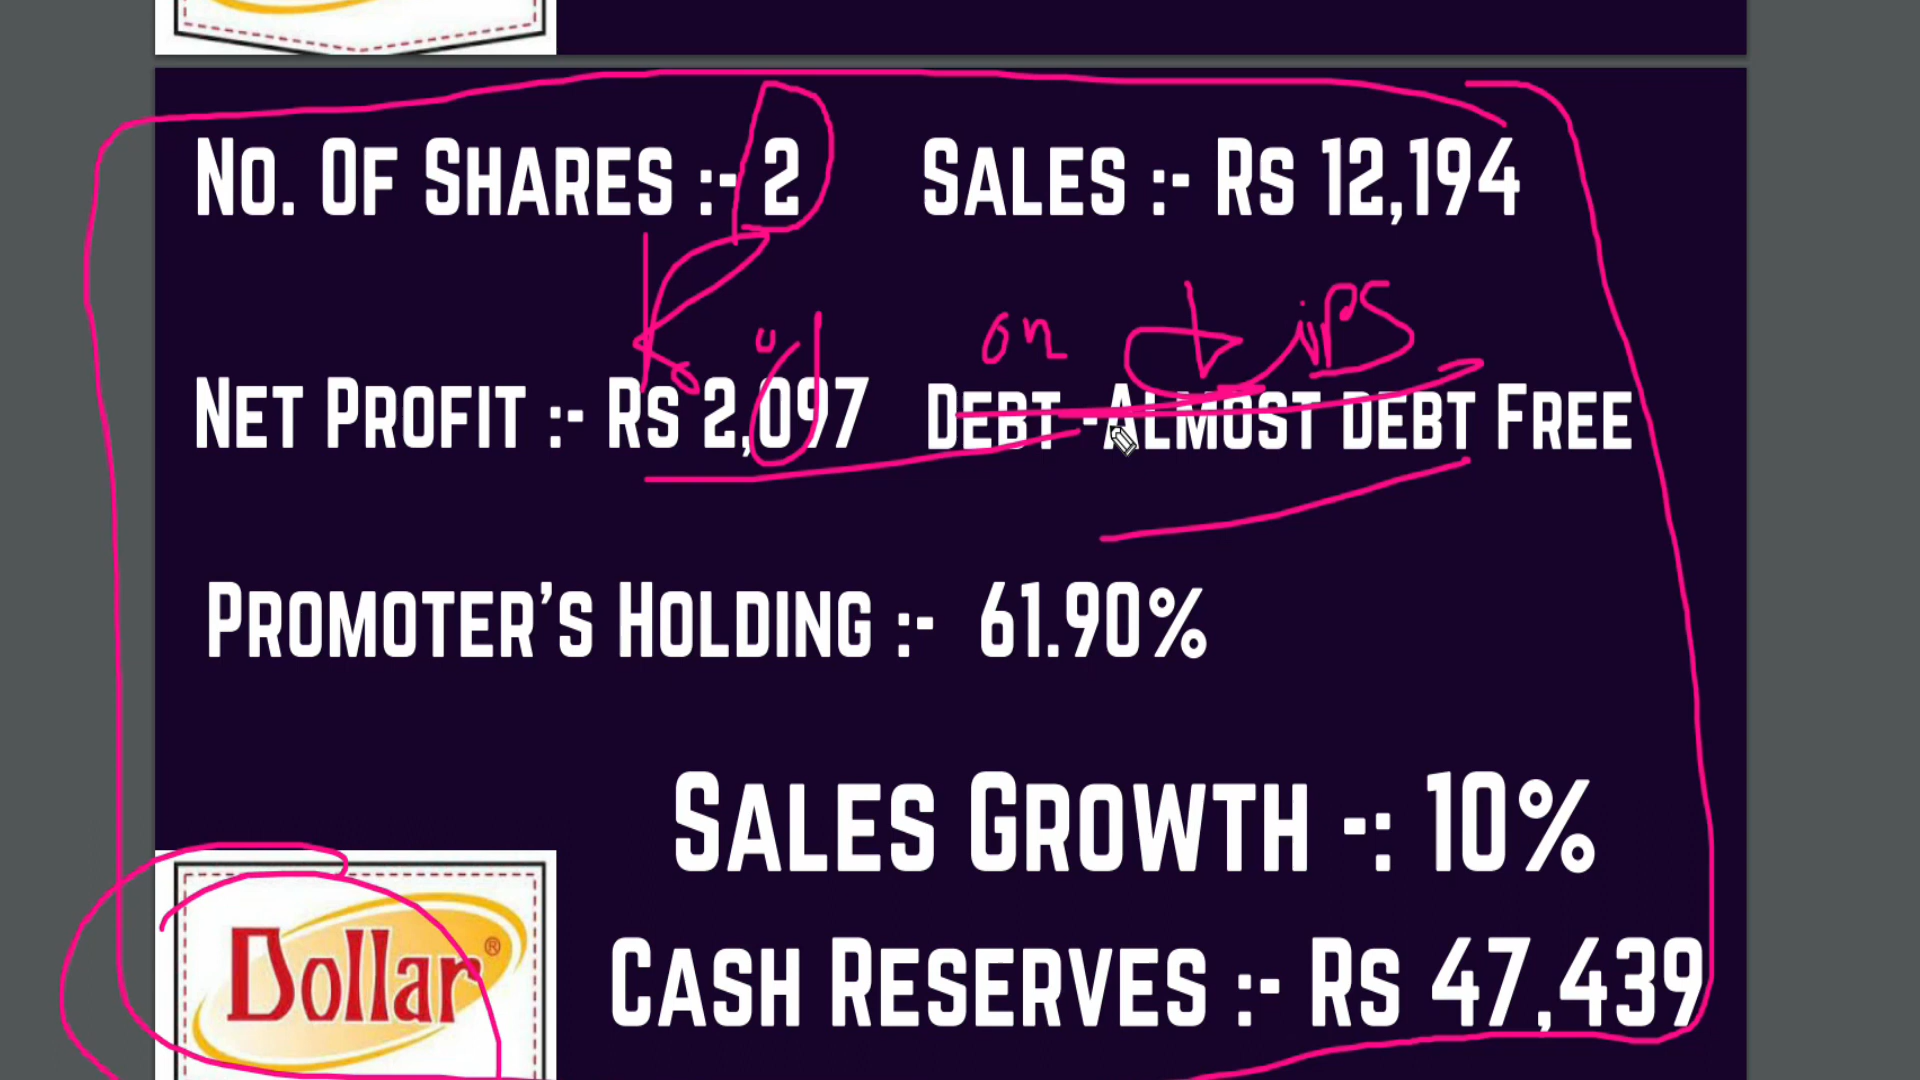 No. Of Shares :- 2 Sales :- Rs 12,194
on
Net Profit :- Rs 2,097 Debt -Almost debt Free
Promoter's Holding :- 61.90%
Sales Growth -: 10%
Dollar®
Cash Reserves :- Rs 47,439